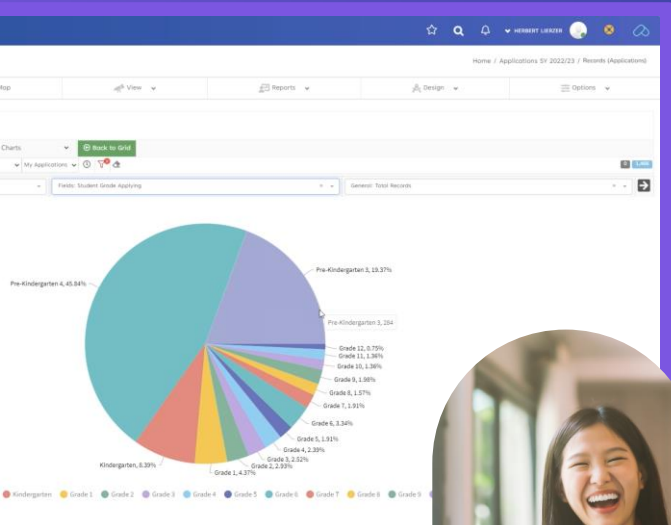 HERBERT LIERZER
Home / Applications SY 2022/23 / Records (Applications)
Map View Reports Design Options
Charts Back to Grid
My Applications
Fields: Student Grade Applying General: Total Records
Pre-Kindergarten 3, 19.37%
Pre-Kindergarten 4, 45.84%
Pre-Kindergarten 3, 284
Grade 12, 0.75%
Grade 11, 1.36%
Grade 10, 1.36%
Grade 9, 1.98%
Grade 8, 1.57%
Grade 7, 1.91%
Grade 6, 3.34%
Grade 5, 1.91%
Grade 4, 2.39%
Grade 3, 2.52%
Grade 2, 2.93%
Kindergarten, 8.39%
Grade 1, 4.37%
Kindergarten Grade 1 Grade 2 Grade 3 Grade 4 Grade 5 Grade 6 Grade 7 Grade 8 Grade 9